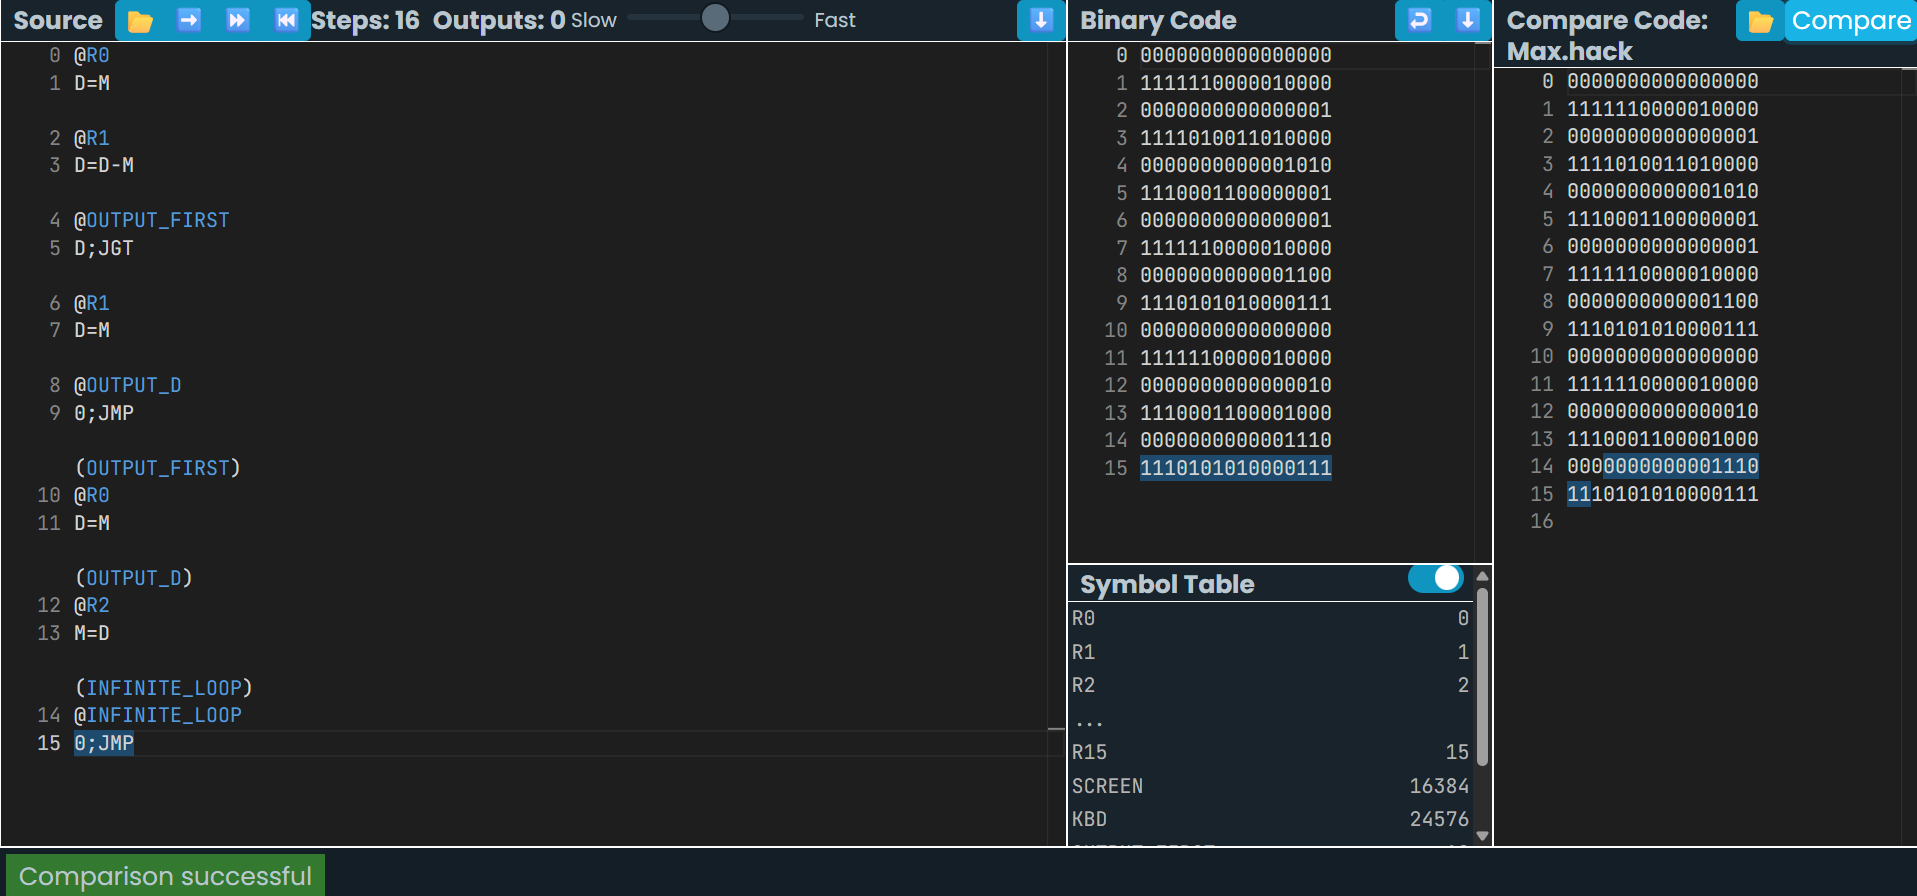 Source Steps: 16 Outputs: 0 Slow Fast
0 @R0
1 D=M
2 @R1
3 D=D-M
4 @OUTPUT_FIRST
5 D;JGT
6 @R1
7 D=M
8 @OUTPUT_D
9 0;JMP
(OUTPUT_FIRST)
10 @R0
11 D=M
(OUTPUT_D)
12 @R2
13 M=D
(INFINITE_LOOP)
14 @INFINITE_LOOP
15 0;JMP
Binary Code
0 0000000000000000
1 1111110000010000
2 0000000000000001
3 1111010011010000
4 0000000000001010
5 1110001100000001
6 0000000000000001
7 1111110000010000
8 0000000000001100
9 1110101010000111
10 0000000000000000
11 1111110000010000
12 0000000000000010
13 1110001100001000
14 0000000000001110
15 1110101010000111
Symbol Table
R0 0
R1 1
R2 2
...
R15 15
SCREEN 16384
KBD 24576
Compare Code: Compare
Max.hack
0 0000000000000000
1 1111110000010000
2 0000000000000001
3 1111010011010000
4 0000000000001010
5 1110001100000001
6 0000000000000001
7 1111110000010000
8 0000000000001100
9 1110101010000111
10 0000000000000000
11 1111110000010000
12 0000000000000010
13 1110001100001000
14 0000000000001110
15 1110101010000111
16
Comparison successful